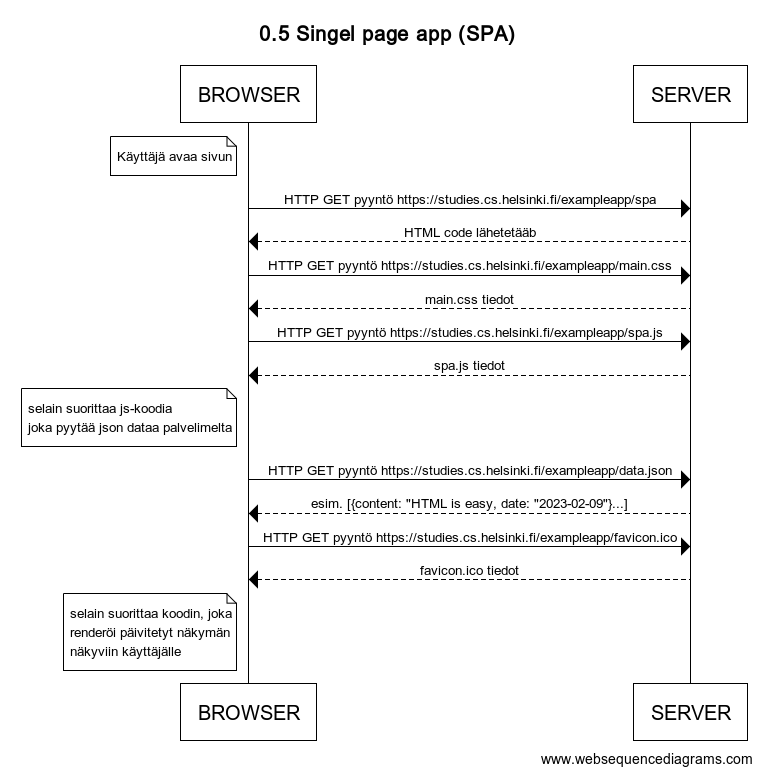 0.5 Singel page app (SPA)
BROWSER
SERVER
Käyttäjä avaa sivun
HTTP GET pyyntö https://studies.cs.helsinki.fi/exampleapp/spa
HTML code lähetetääb
HTTP GET pyyntö https://studies.cs.helsinki.fi/exampleapp/main.css
main.css tiedot
HTTP GET pyyntö https://studies.cs.helsinki.fi/exampleapp/spa.js
spa.js tiedot
selain suorittaa js-koodia
joka pyytää json dataa palvelimelta
HTTP GET pyyntö https://studies.cs.helsinki.fi/exampleapp/data.json
esim. [{content: "HTML is easy, date: "2023-02-09"}...]
HTTP GET pyyntö https://studies.cs.helsinki.fi/exampleapp/favicon.ico
favicon.ico tiedot
selain suorittaa koodin, joka
renderöi päivitetyt näkymän
näkyviin käyttäjälle
BROWSER
SERVER
www.websequencediagrams.com